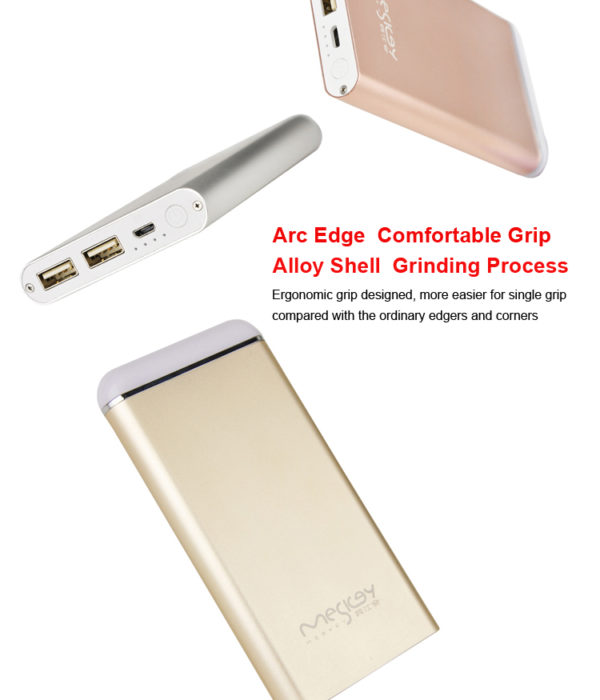 Arc Edge  Comfortable Grip
Alloy Shell  Grinding Process
Ergonomic grip designed, more easier for single grip
compared with the ordinary edgers and corners